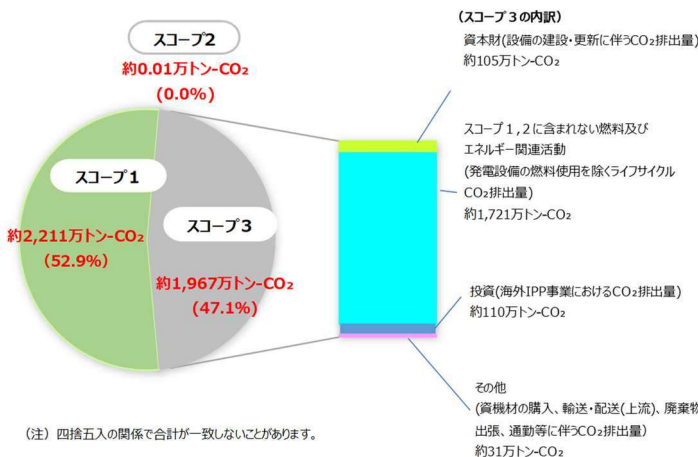 スコープ2
約0.01万トン-CO₂
(0.0%)
スコープ1
約2,211万トン-CO₂
(52.9%)
スコープ3
約1,967万トン-CO₂
(47.1%)
(スコープ3の内訳)
資本財(設備の建設・更新に伴うCO₂排出量)
約105万トン-CO₂
スコープ1,2に含まれない燃料及び
エネルギー関連活動
(発電設備の燃料使用を除くライフサイクル
CO₂排出量)
約1,721万トン-CO₂
投資(海外IPP事業におけるCO₂排出量)
約110万トン-CO₂
その他
(資機材の購入、輸送・配送(上流)、廃棄物
出張、通勤等に伴うCO₂排出量)
約31万トン-CO₂
(注) 四捨五入の関係で合計が一致しないことがあります。